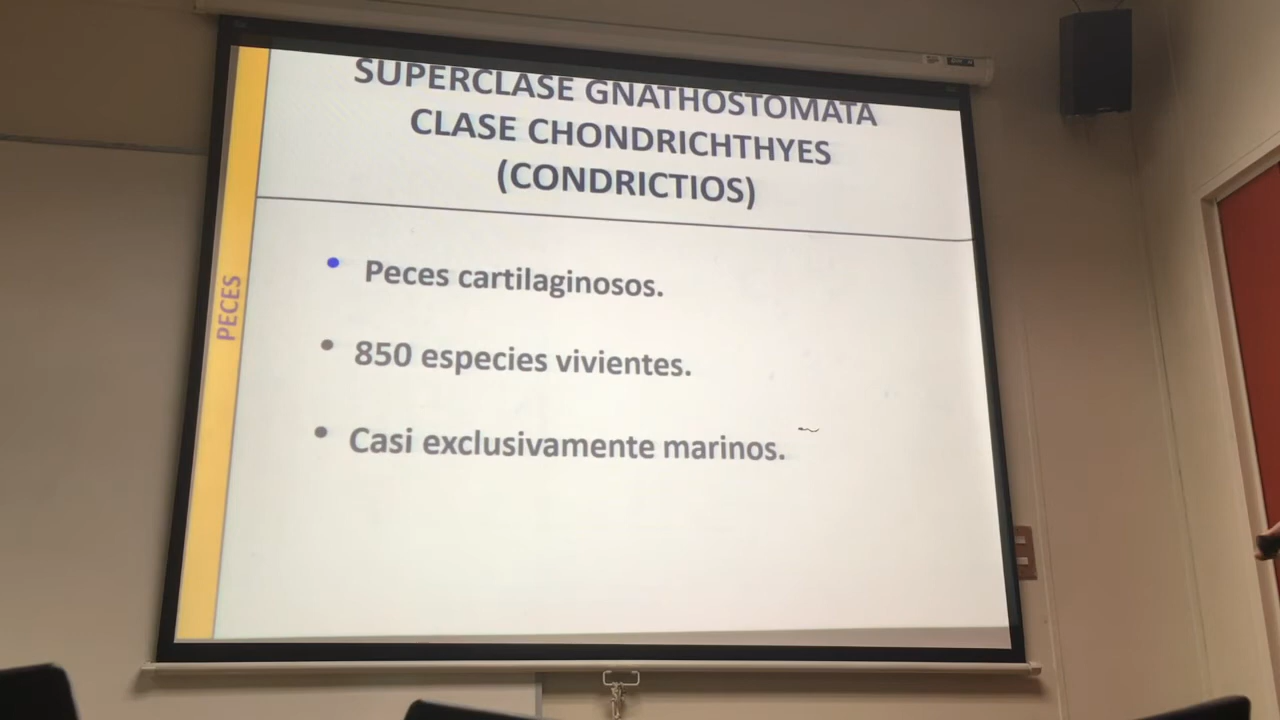 SUPERCLASE GNATHOSTOMATA
CLASE CHONDRICHTHYES
(CONDRICTIOS)
PECES
• Peces cartilaginosos.
• 850 especies vivientes.
• Casi exclusivamente marinos.